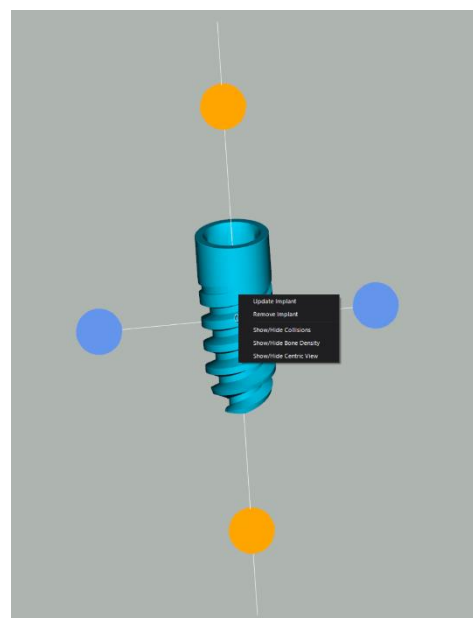 Update Implant
Remove Implant
Show/Hide Collisions
Show/Hide Bone Density
Show/Hide Centric View